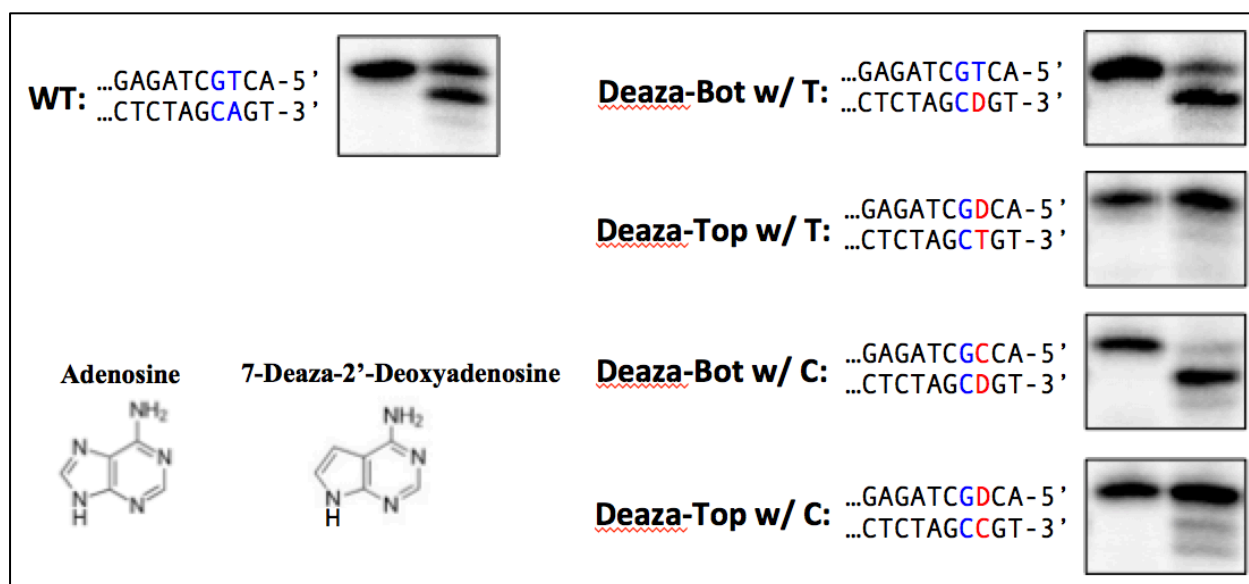 WT:
...GAGATCGTCA-5’
...CTCTAGCAGT-3’
Deaza-Bot w/ T:
...GAGATCGTCA-5’
...CTCTAGCDGT-3’
Deaza-Top w/ T:
...GAGATCGDCA-5’
...CTCTAGCTGT-3’
Adenosine
NH₂
N
N
N
N
H
7-Deaza-2’-Deoxyadenosine
NH₂
N
N
N
H
Deaza-Bot w/ C:
...GAGATCGCCA-5’
...CTCTAGCDGT-3’
Deaza-Top w/ C:
...GAGATCGDCA-5’
...CTCTAGCCGT-3’